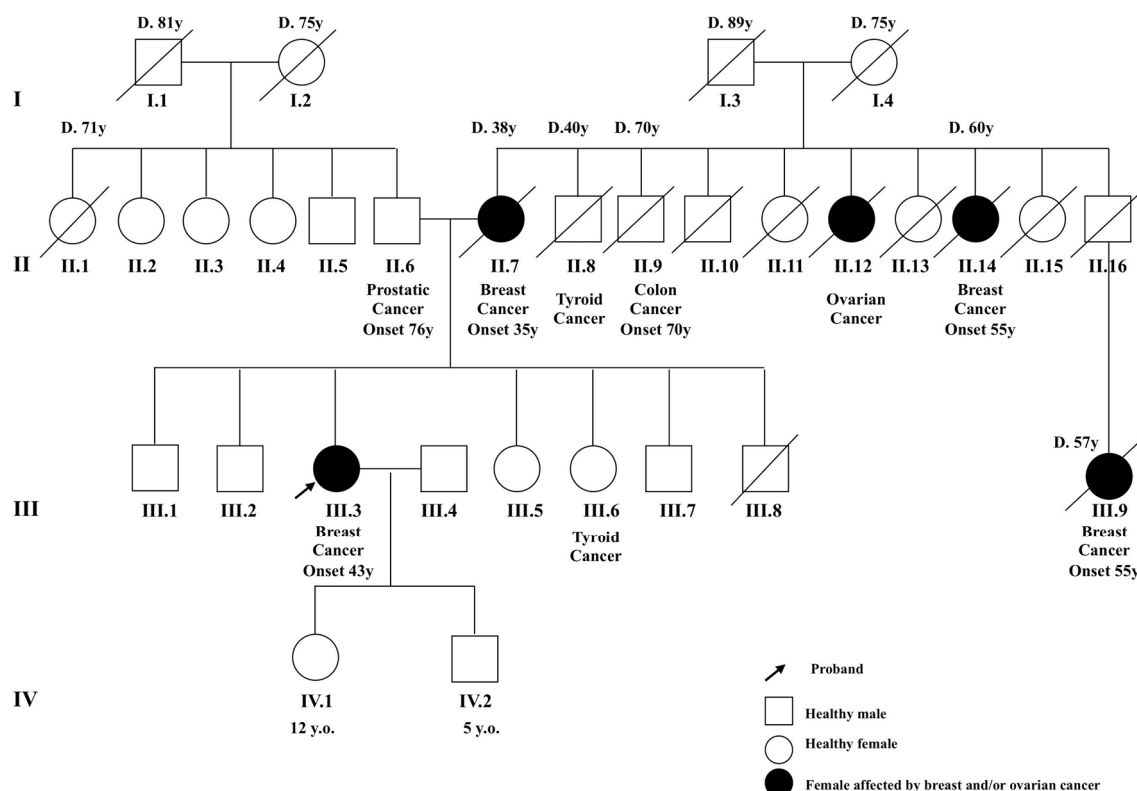 D. 81y D. 75y D. 89y D. 75y
I
I.1 I.2 I.3 I.4
D. 71y D. 38y D.40y D. 70y D. 60y
II
II.1 II.2 II.3 II.4 II.5 II.6 II.7 II.8 II.9 II.10 II.11 II.12 II.13 II.14 II.15 II.16
Prostatic
Cancer
Onset 76y
Breast
Cancer
Onset 35y
Tyroid
Cancer
Colon
Cancer
Onset 70y
Ovarian
Cancer
Breast
Cancer
Onset 55y
D. 57y
III
III.1 III.2 III.3 III.4 III.5 III.6 III.7 III.8 III.9
Breast
Cancer
Onset 43y
Tyroid
Cancer
Breast
Cancer
Onset 55y
IV
IV.1 IV.2
12 y.o. 5 y.o.
Proband
Healthy male
Healthy female
Female affected by breast and/or ovarian cancer